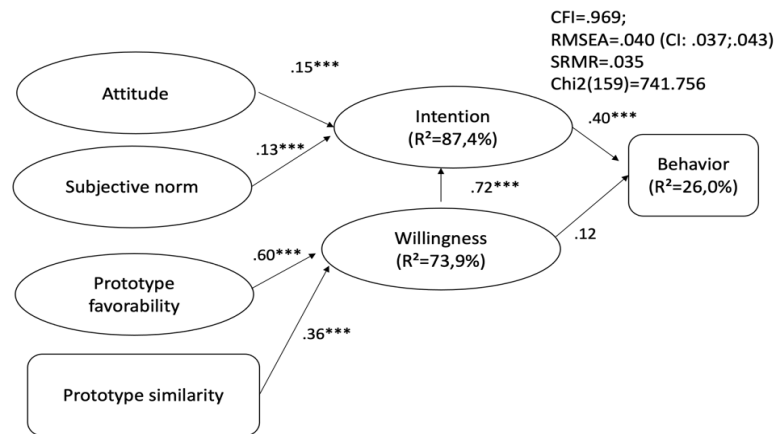 CFI=.969;
RMSEA=.040 (CI: .037;.043)
SRMR=.035
Chi2(159)=741.756
Attitude
.15***
Intention
(R²=87,4%)
.40***
Subjective norm
.13***
Behavior
(R²=26,0%)
.72***
Prototype
favorability
.60***
Willingness
(R²=73,9%)
.12
Prototype similarity
.36***